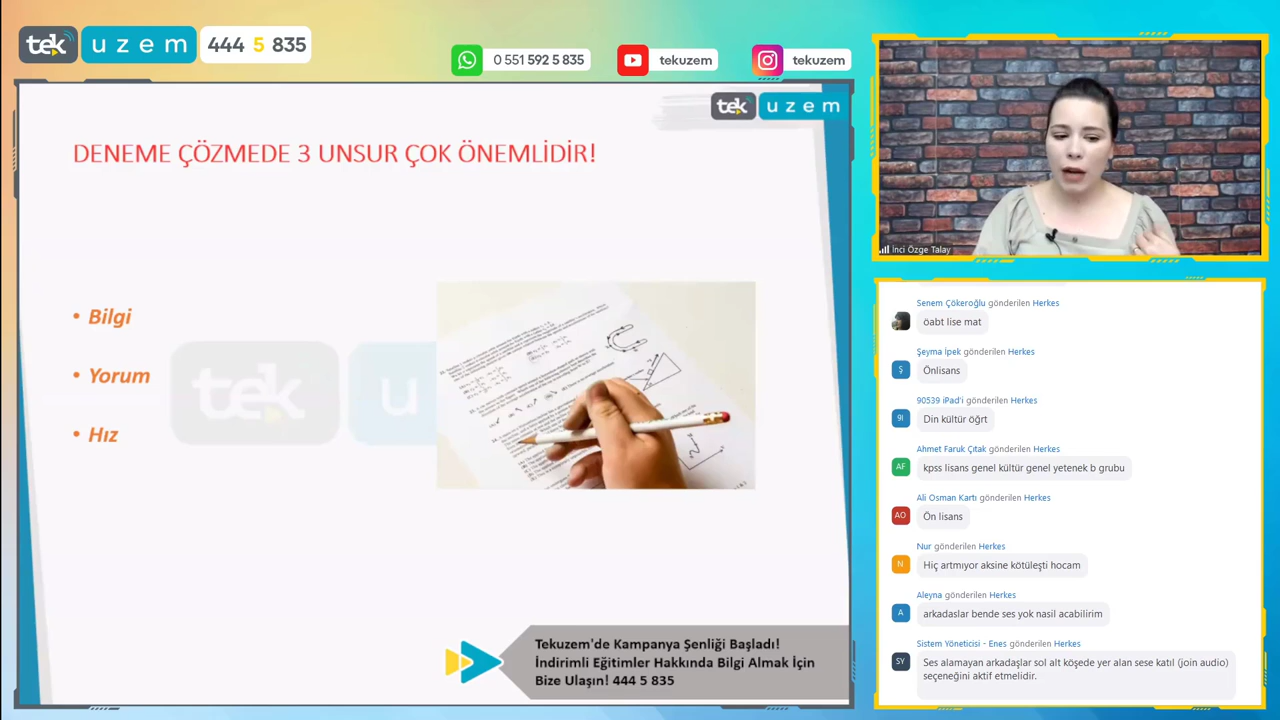 tek uzem 444 5 835
0 551 592 5 835
tekuzem
tekuzem
tek uzem
DENEME ÇÖZMEDE 3 UNSUR ÇOK ÖNEMLİDİR!
• Bilgi
• Yorum
• Hız
tek u
Tekuzem'de Kampanya Şenliği Başladı!
İndirimli Eğitimler Hakkında Bilgi Almak İçin
Bize Ulaşın! 444 5 835
İnci Özge Talay
Senem Çökeroğlu gönderilen Herkes
öabt lise mat
Şeyma İpek gönderilen Herkes
Ş
Önlisans
90539 iPad'i gönderilen Herkes
9İ
Din kültür öğrt
Ahmet Faruk Çıtak gönderilen Herkes
AF
kpss lisans genel kültür genel yetenek b grubu
Ali Osman Kartı gönderilen Herkes
AO
Ön lisans
Nur gönderilen Herkes
N
Hiç artmıyor aksine kötüleşti hocam
Aleyna gönderilen Herkes
A
arkadaslar bende ses yok nasil acabilirim
Sistem Yöneticisi - Enes gönderilen Herkes
SY
Ses alamayan arkadaşlar sol alt köşede yer alan sese katıl (join audio)
seçeneğini aktif etmelidir.